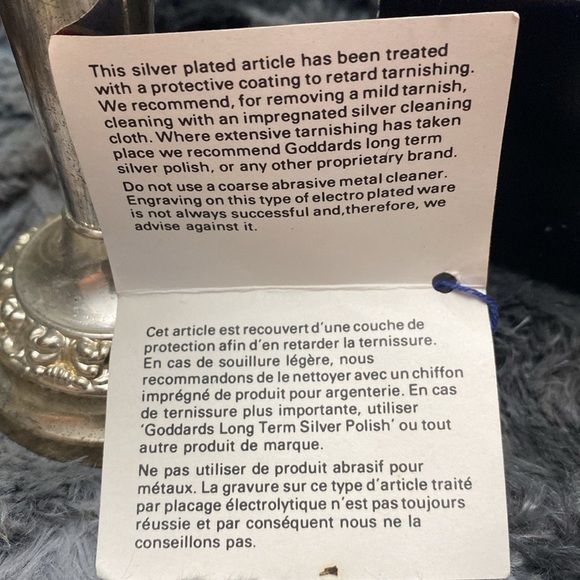 This silver plated article has been treated
with a protective coating to retard tarnishing.
We recommend, for removing a mild tarnish,
cleaning with an impregnated silver cleaning
cloth. Where extensive tarnishing has taken
place we recommend Goddards long term
silver polish, or any other proprietary brand.
Do not use a coarse abrasive metal cleaner.
Engraving on this type of electro plated ware
is not always successful and,therefore, we
advise against it.
Cet article est recouvert d'une couche de
protection afin d'en retarder la ternissure.
En cas de souillure légère, nous
recommandons de le nettoyer avec un chiffon
imprégné de produit pour argenterie. En cas
de ternissure plus importante, utiliser
'Goddards Long Term Silver Polish' ou tout
autre produit de marque.
Ne pas utiliser de produit abrasif pour
métaux. La gravure sur ce type d'article traité
par placage électrolytique n'est pas toujours
réussie et par conséquent nous ne la
conseillons pas.